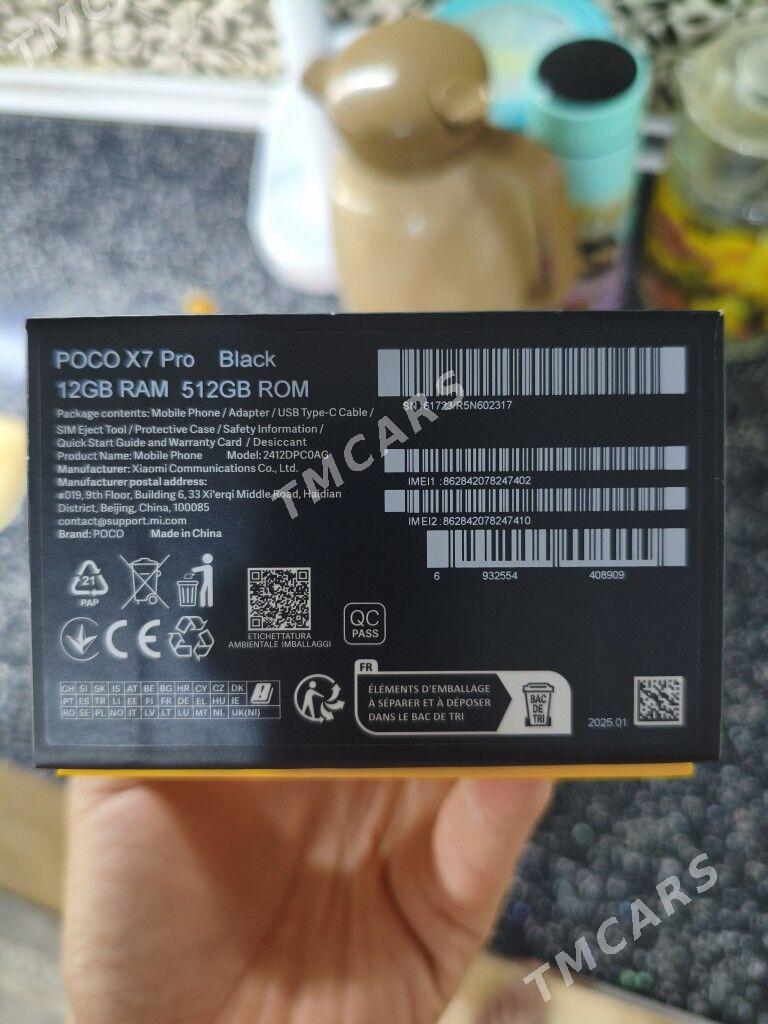 TMCARS
POCO X7 Pro Black
12GB RAM 512GB ROM
Package contents: Mobile Phone / Adapter / USB Type-C Cable /
SIM Eject Tool / Protective Case / Safety Information /
Quick Start Guide and Warranty Card / Desiccant
Product Name: Mobile Phone Model: 2412DPC0AG
Manufacturer: Xiaomi Communications Co., Ltd.
Manufacturer postal address:
#019, 9th Floor, Building 6, 33 Xi'erqi Middle Road, Haidian
District, Beijing, China, 100085
contact@support.mi.com
Brand: POCO Made in China
SN: 61723/R5N602317
IMEI1 : 862842078247402
IMEI2 : 862842078247410
6 932554 408909
TMCARS
21
PAP
CE
ETICHETTATURA
AMBIENTALE IMBALLAGGI
QC
PASS
CH SI SK IS AT BE BG HR CY CZ DK
PT ES TR LI EE FI FR DE EL HU IE
RO SE PL NO IT LV LT LU MT NL UK(NI)
FR
ÉLÉMENTS D'EMBALLAGE
À SÉPARER ET À DÉPOSER
DANS LE BAC DE TRI
BAC
DE
TRI
2025.01
TMCARS